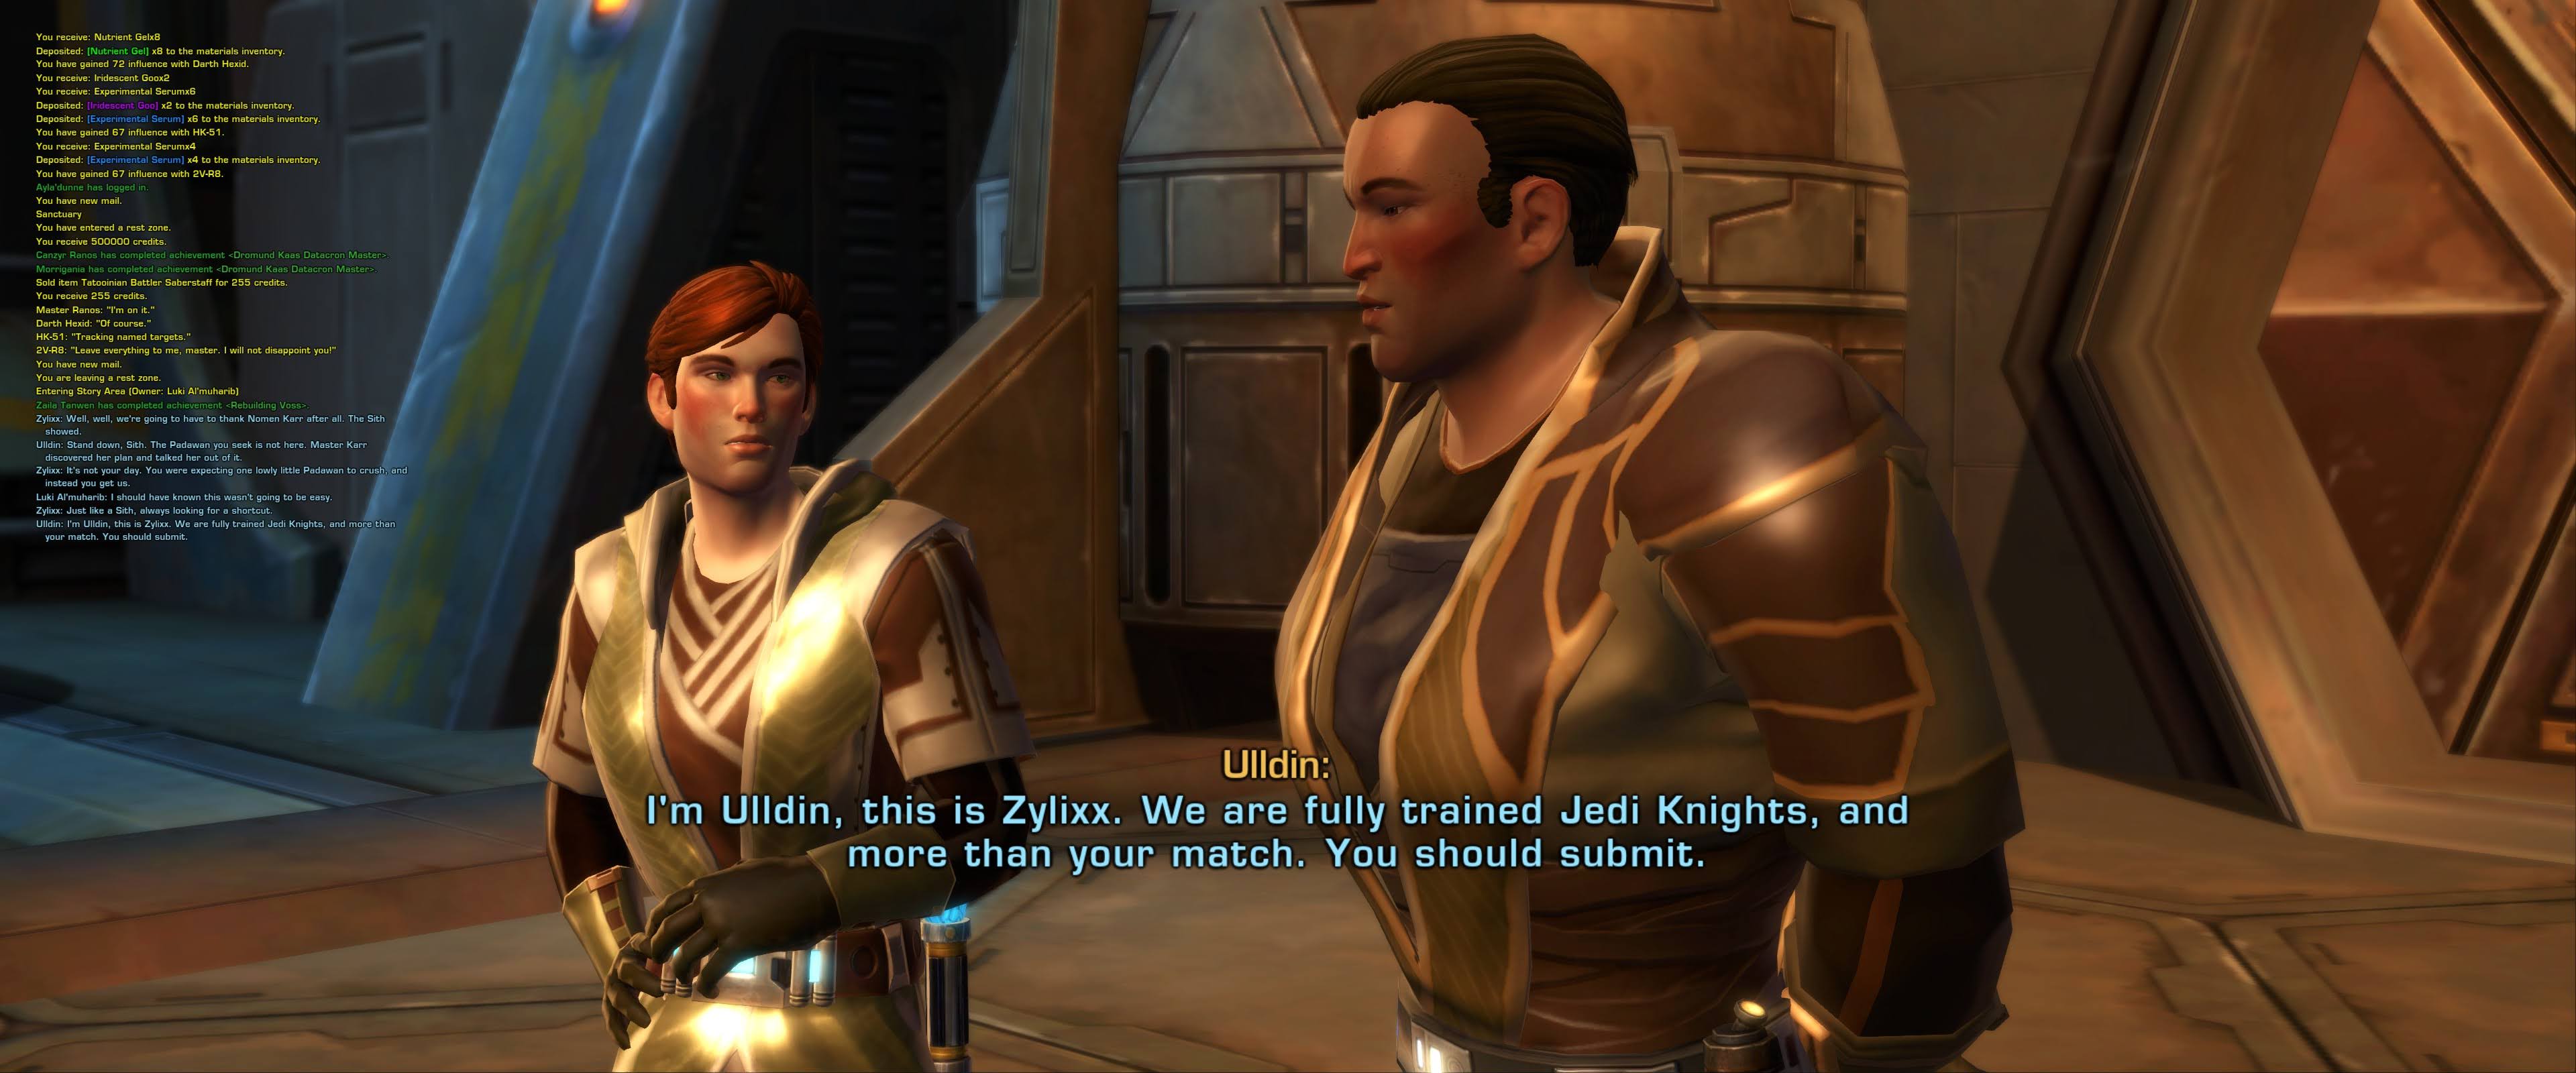 You receive: Nutrient Gelx8
Deposited: [Nutrient Gel] x8 to the materials inventory.
You have gained 72 influence with Darth Hexid.
You receive: Iridescent Goox2
You receive: Experimental Serumx6
Deposited: [Iridescent Goo] x2 to the materials inventory.
Deposited: [Experimental Serum] x6 to the materials inventory.
You have gained 67 influence with HK-51.
You receive: Experimental Serumx4
Deposited: [Experimental Serum] x4 to the materials inventory.
You have gained 67 influence with 2V-R8.
Ayla'dunne has logged in.
You have new mail.
Sanctuary
You have entered a rest zone.
You receive 500000 credits.
Canzyr Ranos has completed achievement <Dromund Kaas Datacron Master>.
Morrigania has completed achievement <Dromund Kaas Datacron Master>.
Sold item Tatooinian Battler Saberstaff for 255 credits.
You receive 255 credits.
Master Ranos: "I'm on it."
Darth Hexid: "Of course."
HK-51: "Tracking named targets."
2V-R8: "Leave everything to me, master. I will not disappoint you!"
You have new mail.
You are leaving a rest zone.
Entering Story Area (Owner: Luki Al'muharib)
Zaila Tanwen has completed achievement <Rebuilding Voss>.
Zylixx: Well, well, we're going to have to thank Nomen Karr after all. The Sith
showed.
Ulldin: Stand down, Sith. The Padawan you seek is not here. Master Karr
discovered her plan and talked her out of it.
Zylixx: It's not your day. You were expecting one lowly little Padawan to crush, and
instead you get us.
Luki Al'muharib: I should have known this wasn't going to be easy.
Zylixx: Just like a Sith, always looking for a shortcut.
Ulldin: I'm Ulldin, this is Zylixx. We are fully trained Jedi Knights, and more than
your match. You should submit.
Ulldin:
I'm Ulldin, this is Zylixx. We are fully trained Jedi Knights, and
more than your match. You should submit.